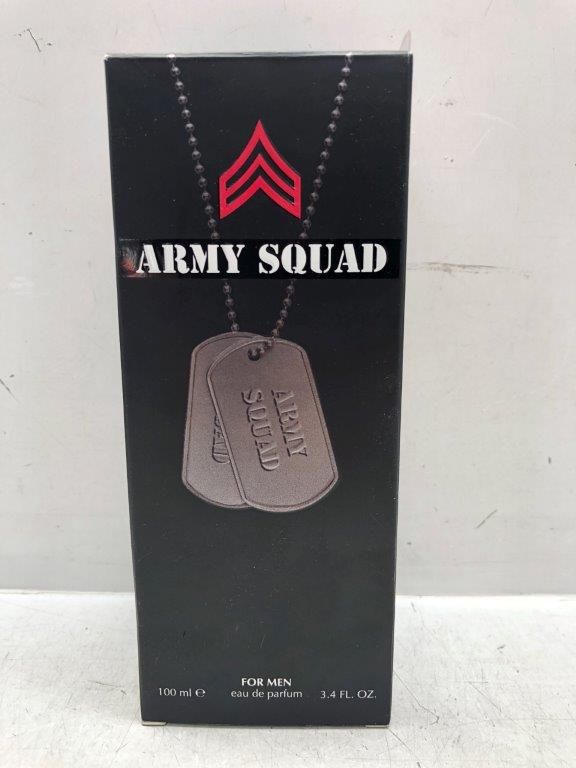 ARMY SQUAD
ARMY
SQUAD
FOR MEN
100 ml ℮ eau de parfum 3.4 FL. OZ.